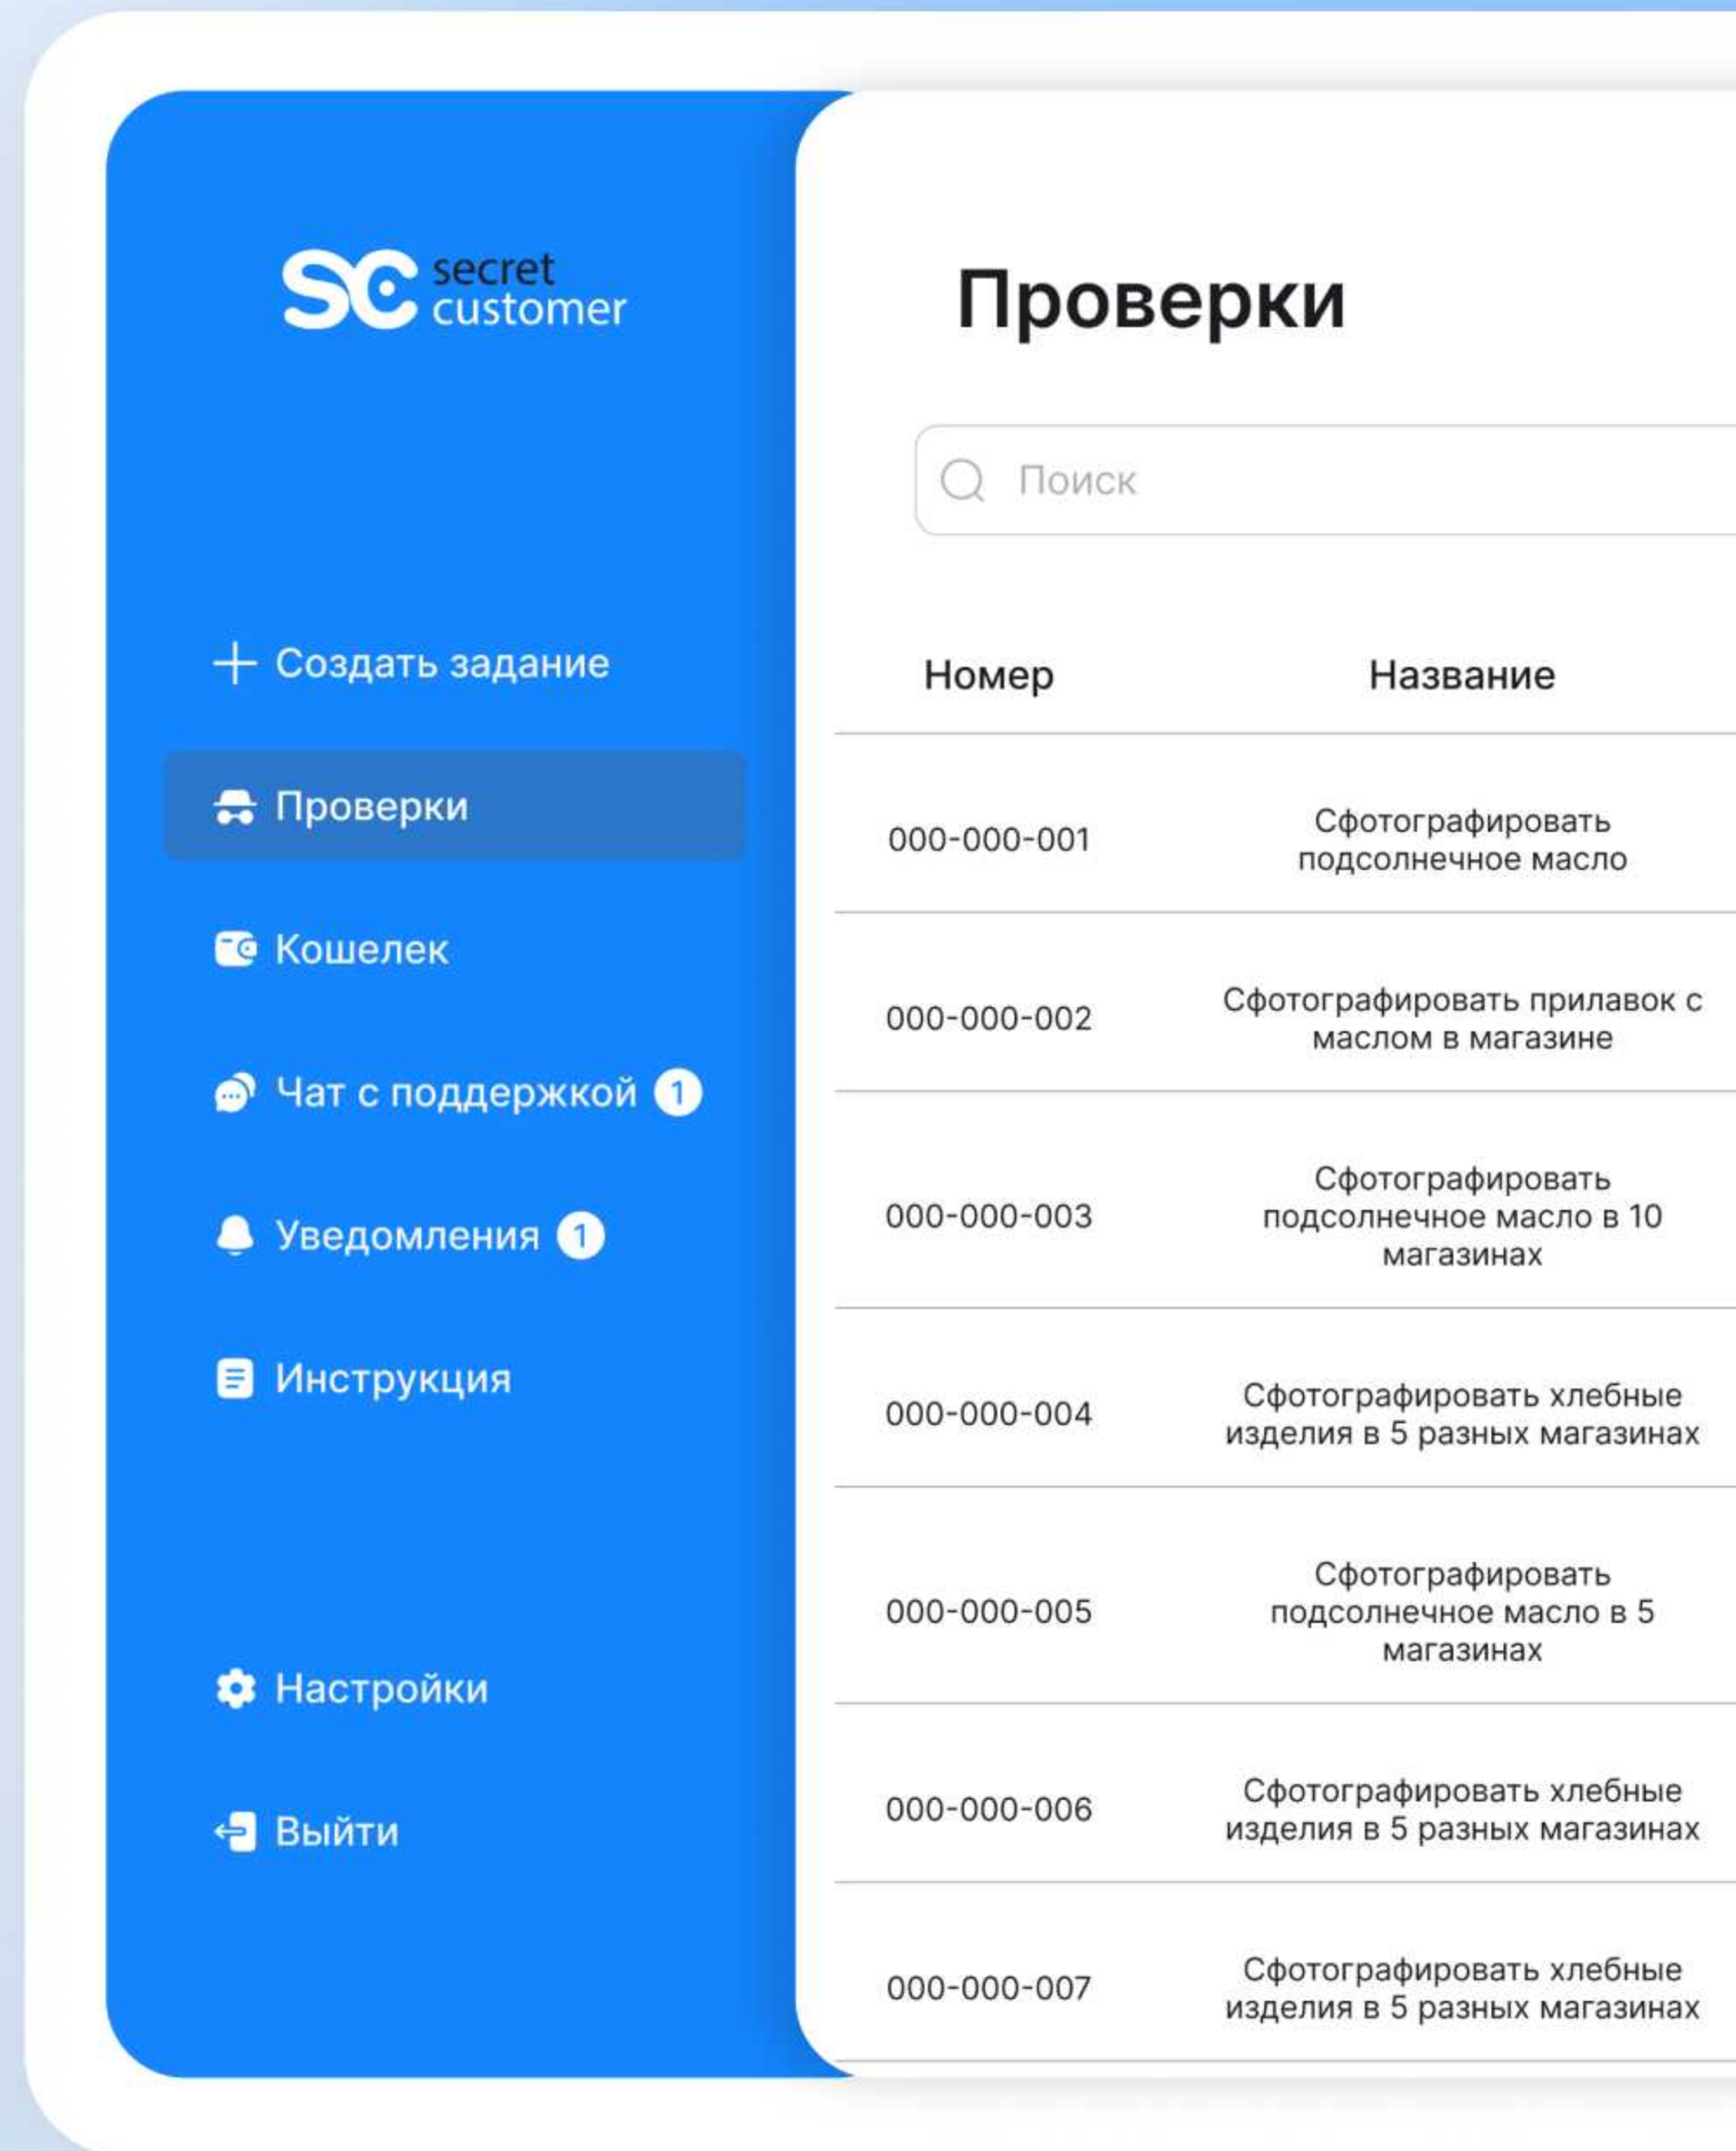 secret
customer
Создать задание
Проверки
Кошелек
Чат с поддержкой 1
Уведомления 1
Инструкция
Настройки
Выйти
Проверки
Поиск
Номер Название
000-000-001
Сфотографировать
подсолнечное масло
000-000-002
Сфотографировать прилавок с
маслом в магазине
000-000-003
Сфотографировать
подсолнечное масло в 10
магазинах
000-000-004
Сфотографировать хлебные
изделия в 5 разных магазинах
000-000-005
Сфотографировать
подсолнечное масло в 5
магазинах
000-000-006
Сфотографировать хлебные
изделия в 5 разных магазинах
000-000-007
Сфотографировать хлебные
изделия в 5 разных магазинах